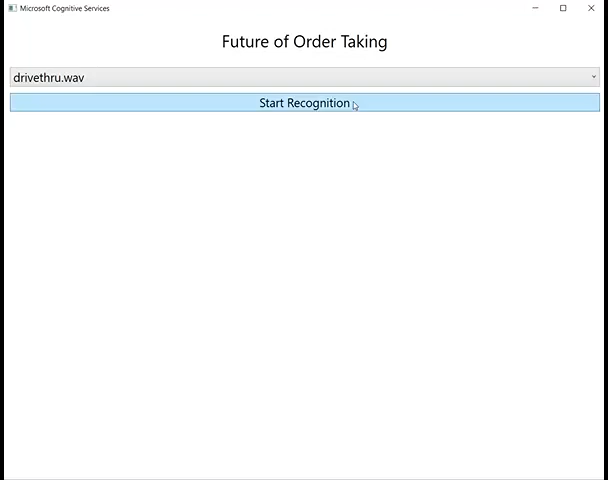 Microsoft Cognitive Services
Future of Order Taking
drivethru.wav
Start Recognition